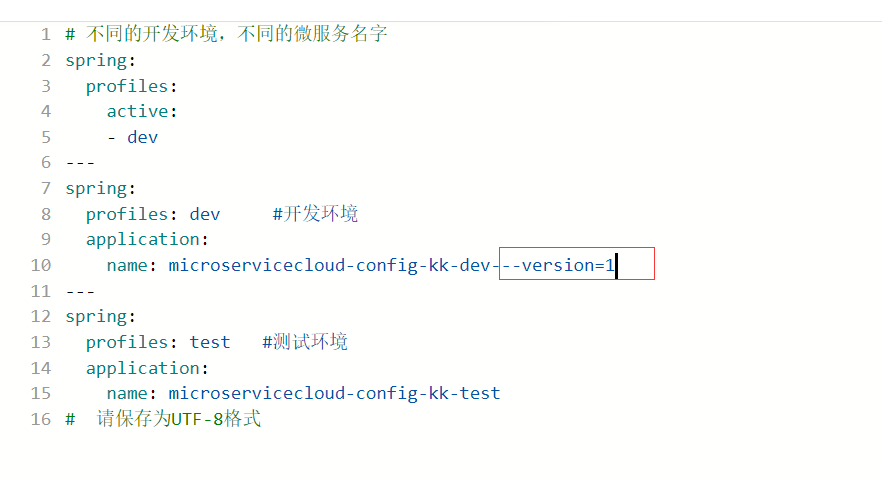 1 # 不同的开发环境，不同的微服务名字
2 spring:
3   profiles:
4     active:
5     - dev
6 ---
7 spring:
8   profiles: dev     #开发环境
9   application:
10     name: microservicecloud-config-kk-dev---version=1
11 ---
12 spring:
13   profiles: test   #测试环境
14   application:
15     name: microservicecloud-config-kk-test
16 #  请保存为UTF-8格式